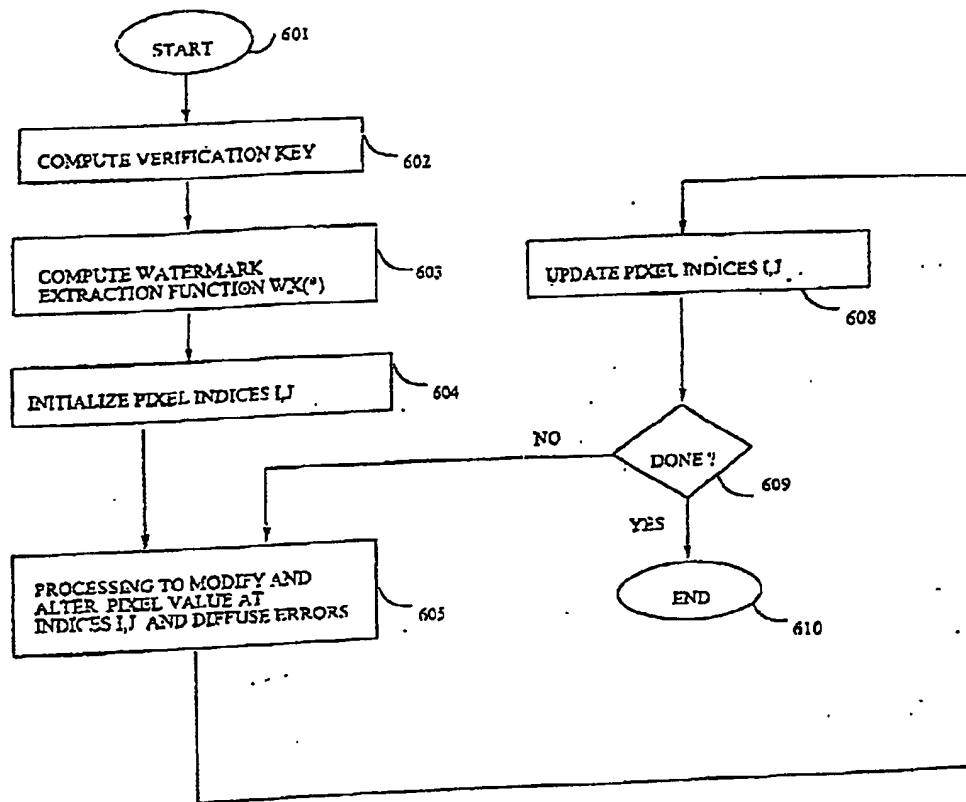 START
601
COMPUTE VERIFICATION KEY
602
COMPUTE WATERMARK
EXTRACTION FUNCTION WX(*)
603
INITIALIZE PIXEL INDICES I,J
604
PROCESSING TO MODIFY AND
ALTER PIXEL VALUE AT
INDICES I,J AND DIFFUSE ERRORS
605
UPDATE PIXEL INDICES I,J
608
DONE?
609
NO
YES
END
610